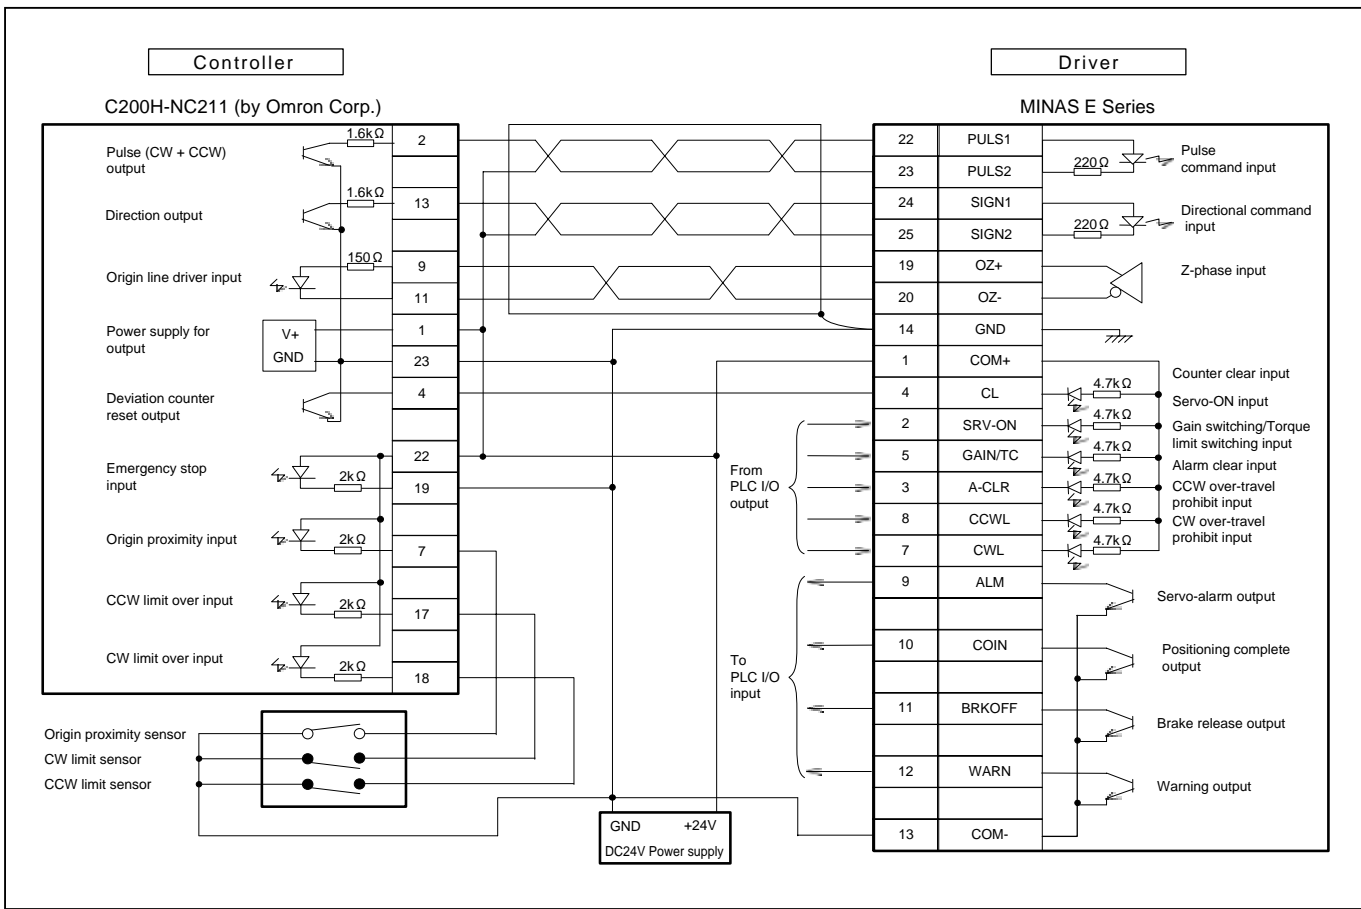 Controller
Driver
C200H-NC211 (by Omron Corp.)
MINAS E Series
Pulse (CW + CCW)
output
1.6kΩ
2
Direction output
1.6kΩ
13
Origin line driver input
150Ω
9
11
Power supply for
output
V+
GND
1
23
Deviation counter
reset output
4
Emergency stop
input
22
2kΩ
19
Origin proximity input
2kΩ
7
CCW limit over input
2kΩ
17
CW limit over input
2kΩ
18
Origin proximity sensor
CW limit sensor
CCW limit sensor
GND +24V
DC24V Power supply
From
PLC I/O
output
To
PLC I/O
input
22 PULS1
23 PULS2
220Ω
Pulse
command input
24 SIGN1
25 SIGN2
220Ω
Directional command
input
19 OZ+
20 OZ-
Z-phase input
14 GND
1 COM+
Counter clear input
4 CL 4.7kΩ
Servo-ON input
2 SRV-ON 4.7kΩ
Gain switching/Torque
limit switching input
5 GAIN/TC 4.7kΩ
Alarm clear input
3 A-CLR 4.7kΩ
CCW over-travel
prohibit input
8 CCWL 4.7kΩ
CW over-travel
prohibit input
7 CWL 4.7kΩ
9 ALM
Servo-alarm output
10 COIN
Positioning complete
output
11 BRKOFF
Brake release output
12 WARN
Warning output
13 COM-